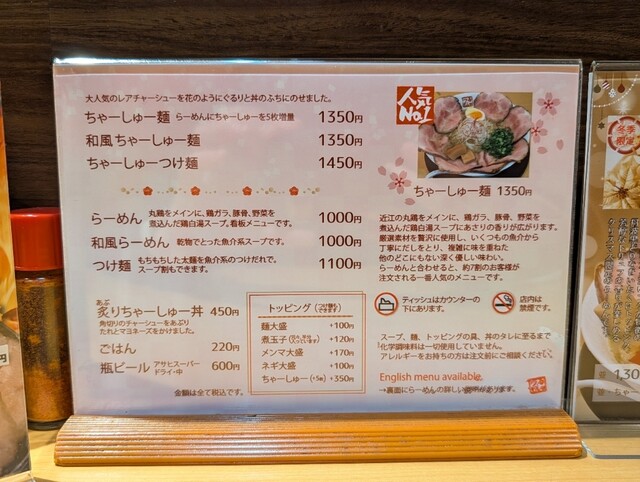 大人気のレアチャーシューを花のようにぐるりと丼のふちにのせました。
ちゃーしゅー麺 らーめんにちゃーしゅーを5枚増量 1350円
和風ちゃーしゅー麺 1350円
ちゃーしゅーつけ麺 1450円
らーめん 丸鶏をメインに、鶏ガラ、豚骨、野菜を
煮込んだ鶏白湯スープ。看板メニューです。 1000円
和風らーめん 乾物でとった魚介系スープです。 1000円
つけ麺 もちもちした太麺を魚介系のつけだれで。
スープ割もできます。 1100円
あぶ
炙りちゃーしゅー丼 450円
角切りのチャーシューをあぶり
たれとマヨネーズをかけました。
ごはん 220円
瓶ビール アサヒスーパー
ドライ・中 600円
金額は全て税込です。
トッピング
麺大盛 +100円
煮玉子 +120円
メンマ大盛 +170円
ネギ大盛 +100円
ちゃーしゅー(+5枚) +350円
人気
No.1
ちゃーしゅー麺 1350円
近江の丸鶏をメインに、鶏ガラ、豚骨、野菜を
煮込んだ鶏白湯スープにあさりの香りが広がります。
厳選素材を贅沢に使用し、いくつもの魚介から
丁寧にだしをとり、複雑に味を重ねた
他のどこにもない深く優しい味わい。
らーめんと合わせると、約7割のお客様が
注文される一番人気のメニューです。
ティッシュはカウンターの
下にあります。
店内は
禁煙です。
スープ、麺、トッピングの具、丼のタレに至るまで
化学調味料は一切使用していません。
アレルギーをお持ちの方は注文前にご相談ください。
English menu available.
→裏面にらーめんの詳しい説明があります。
冬季
限定